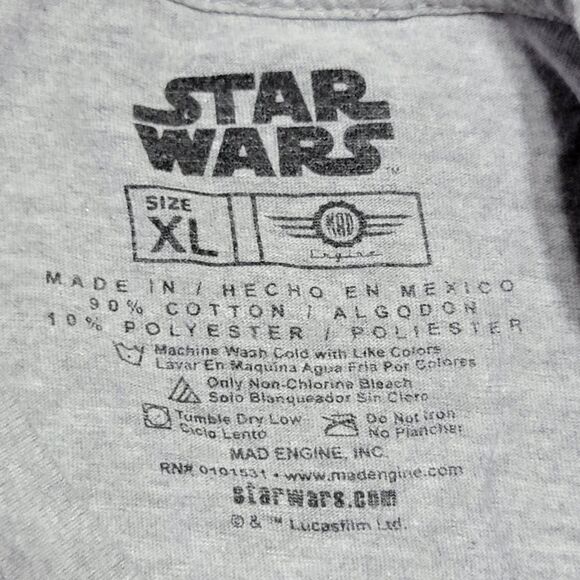 STAR
WARS™
SIZE
XL
MAD
Engine
MADE IN / HECHO EN MEXICO
90% COTTON / ALGODON
10% POLYESTER / POLIESTER
Machine Wash Cold with Like Colors
Lavar En Maquina Agua Fria Por Colores
Only Non-Chlorine Bleach
Solo Blanqueador Sin Cloro
Tumble Dry Low
Ciclo Lento
Do Not Iron
No Planchar
MAD ENGINE, INC.
RN# 0101531 • www.madengine.com
starwars.com
© & ™ Lucasfilm Ltd.